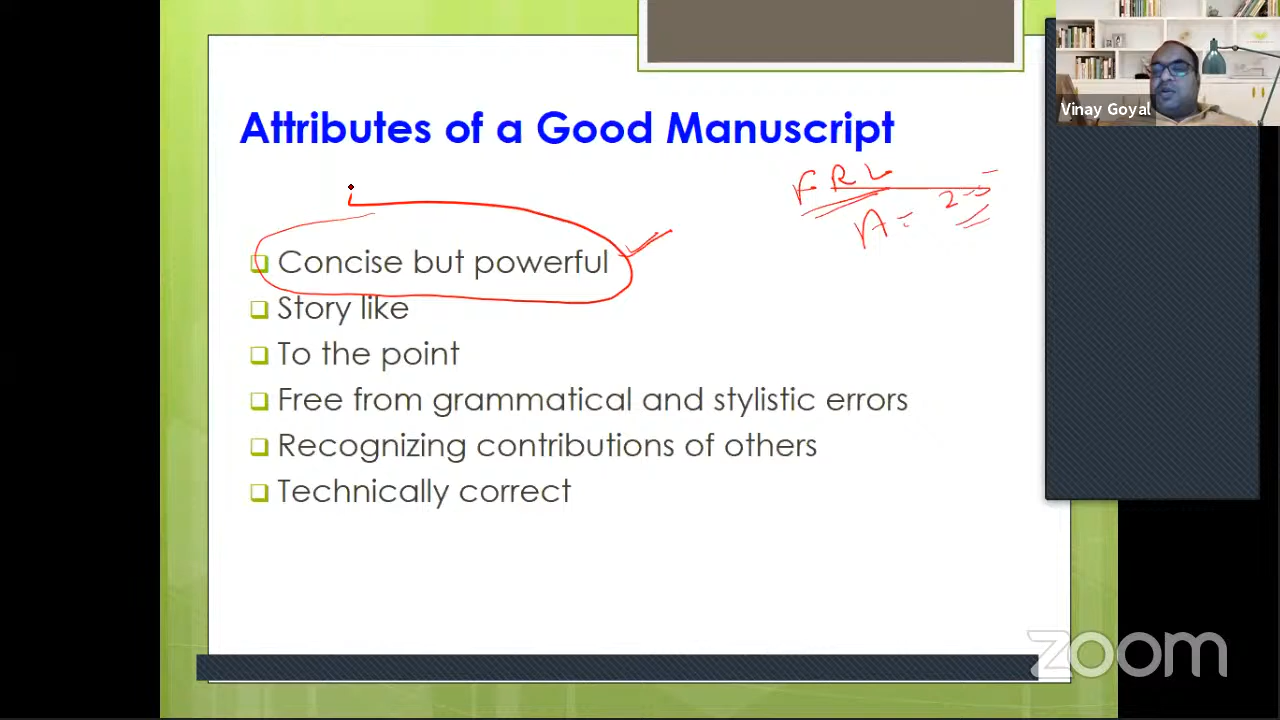 Vinay Goyal
Attributes of a Good Manuscript
FRL
A =
Concise but powerful
Story like
To the point
Free from grammatical and stylistic errors
Recognizing contributions of others
Technically correct
zoom